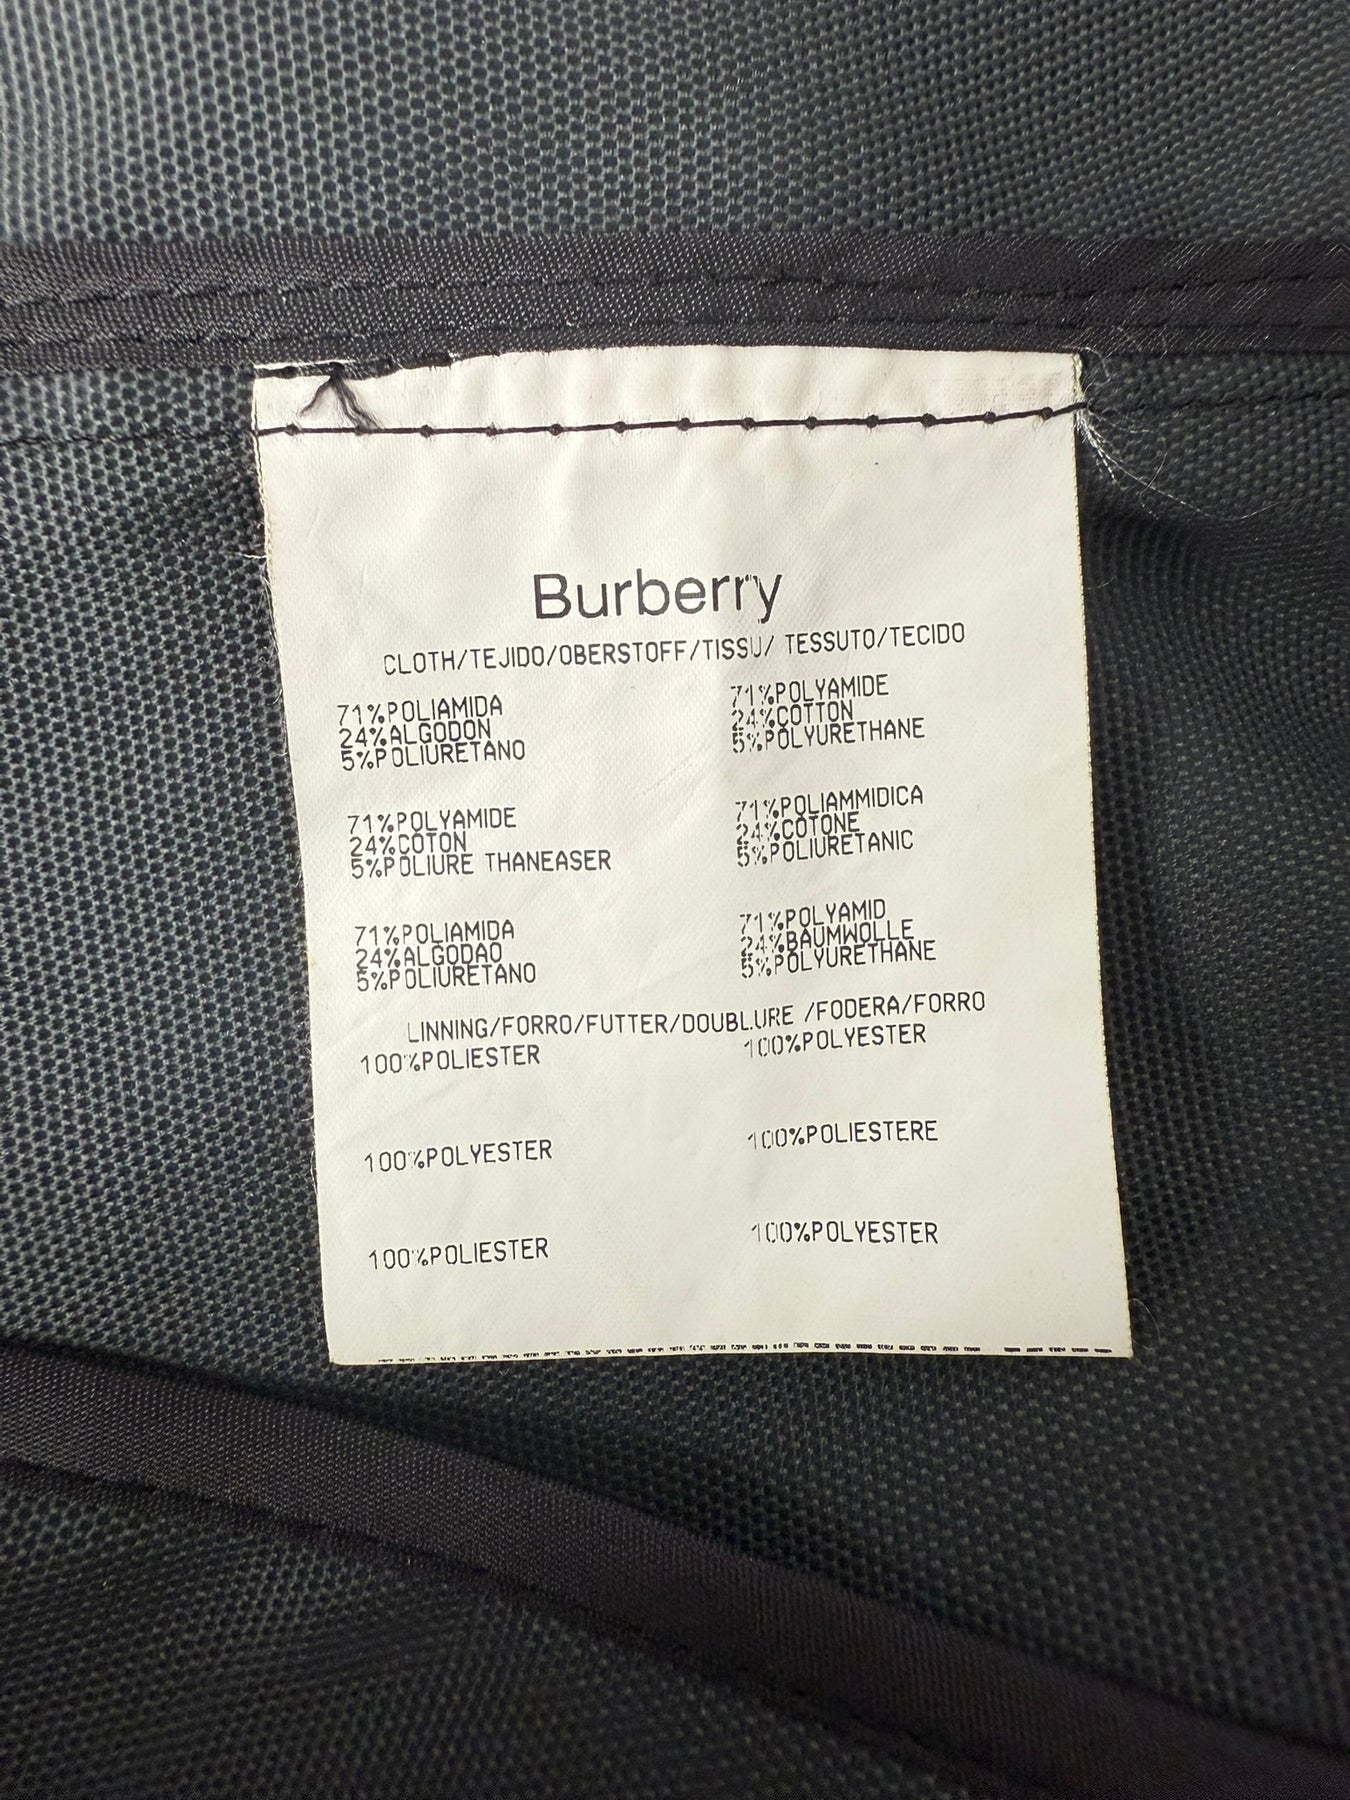 Burberry
CLOTH/TEJIDO/OBERSTOFF/TISSU/ TESSUTO/TECIDO
71%POLIAMIDA
24%ALGODON
5%POLIURETANO
71%POLYAMIDE
24%COTTON
5%POLYURETHANE
71%POLYAMIDE
24%COTON
5%POLIURE THANEASER
71%POLIAMMIDICA
24%COTONE
5%POLIURETANIC
71%POLIAMIDA
24%ALGODAO
5%POLIURETANO
71%POLYAMID
24%BAUMWOLLE
5%POLYURETHANE
LINNING/FORRO/FUTTER/DOUBLURE /FODERA/FORRO
100%POLIESTER
100%POLYESTER
100%POLYESTER
100%POLIESTERE
100%POLIESTER
100%POLYESTER